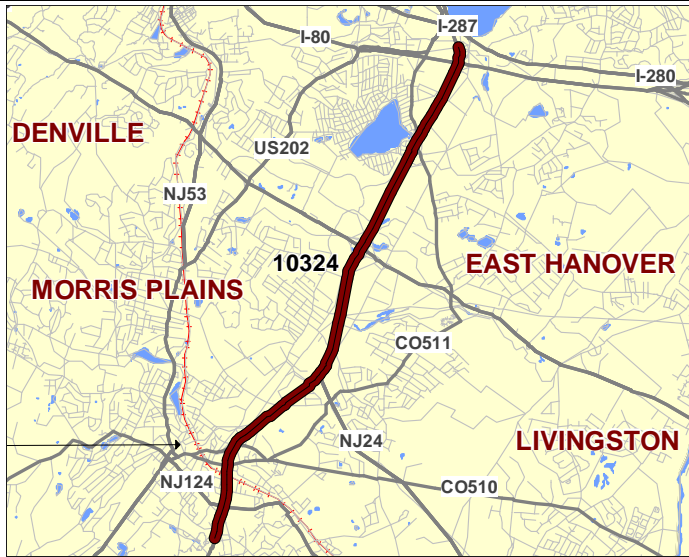 I-287
I-80
I-280
DENVILLE
US202
NJ53
10324
EAST HANOVER
MORRIS PLAINS
CO511
NJ24
LIVINGSTON
NJ124
CO510